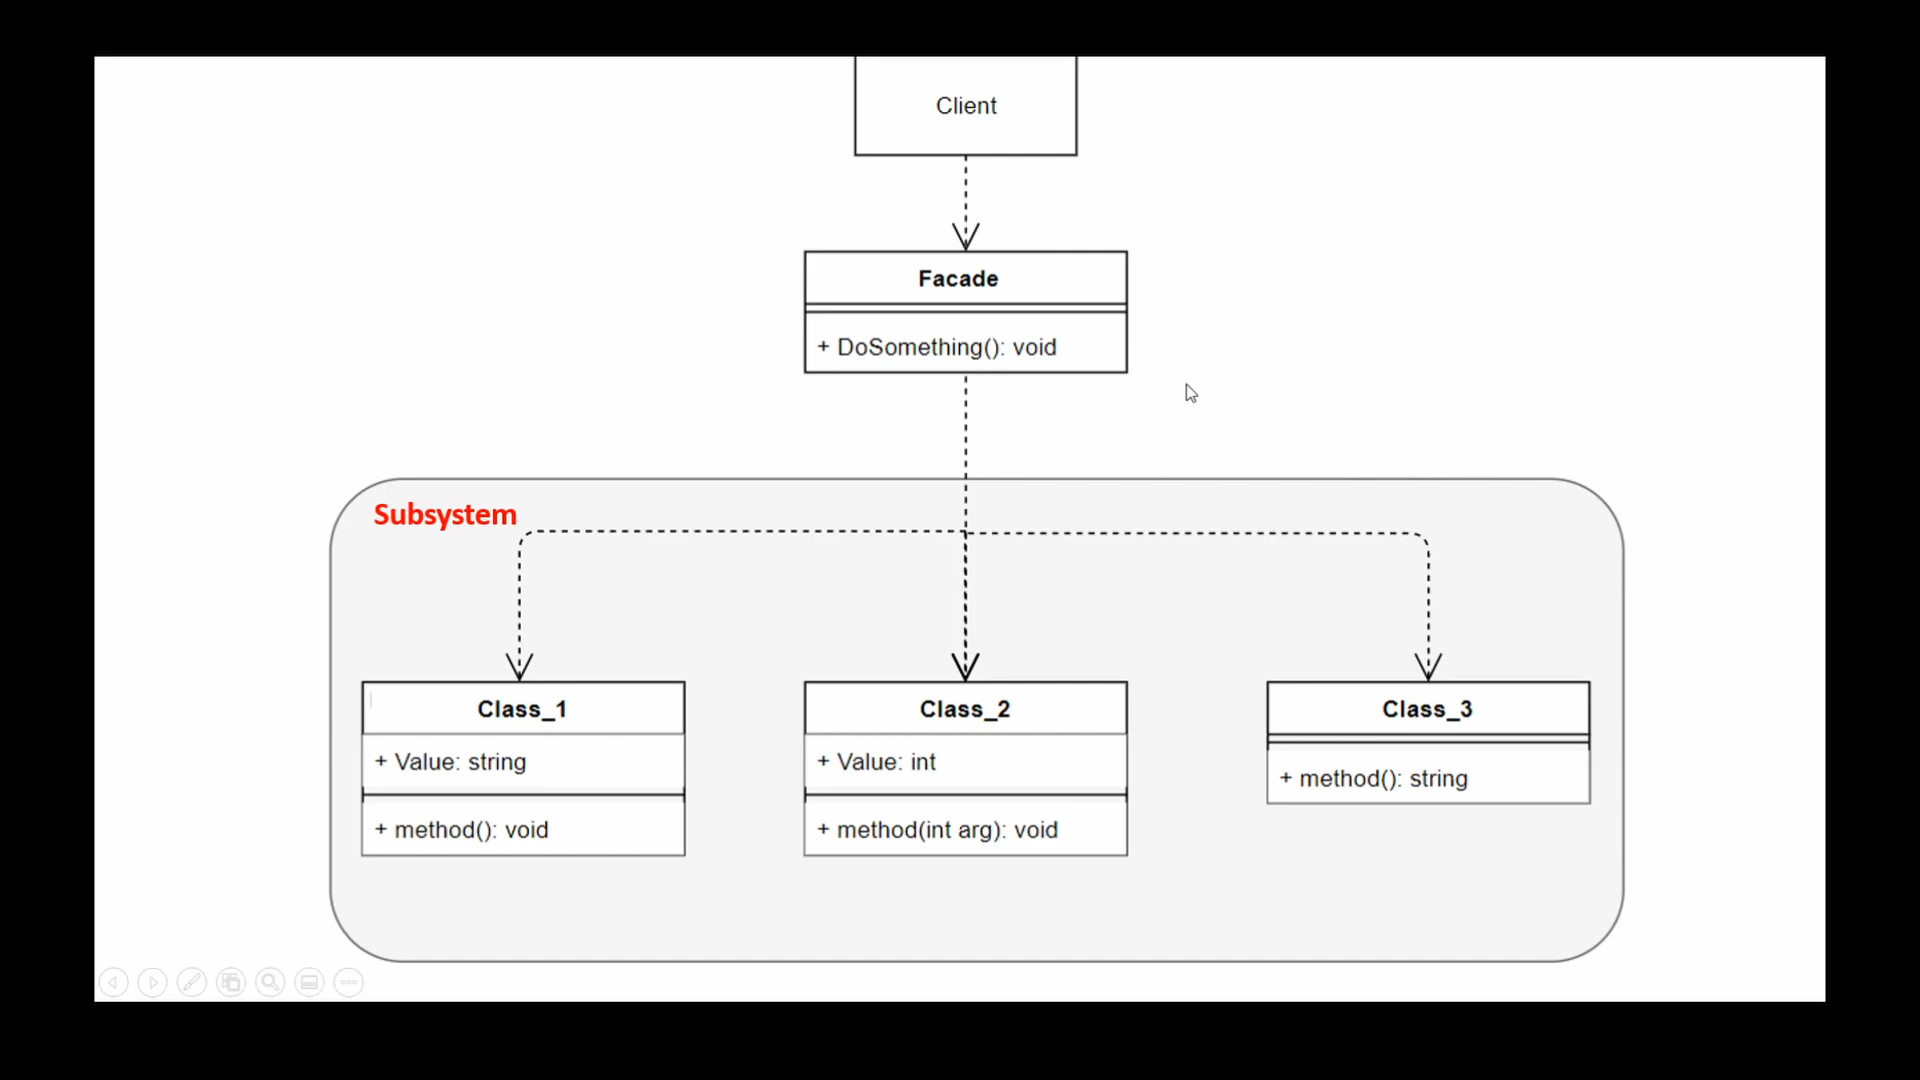 Client
Facade
+ DoSomething(): void
Subsystem
Class_1
+ Value: string
+ method(): void
Class_2
+ Value: int
+ method(int arg): void
Class_3
+ method(): string